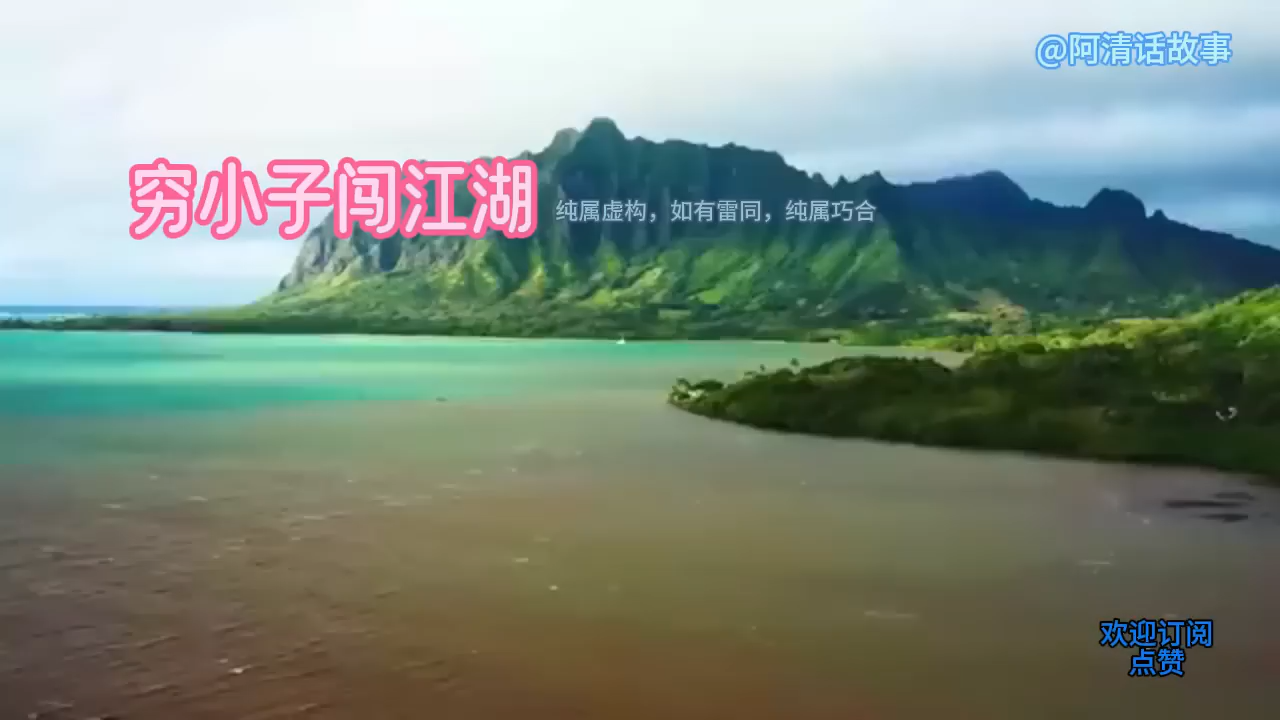 @阿清话故事
穷小子闯江湖
纯属虚构，如有雷同，纯属巧合
欢迎订阅
点赞